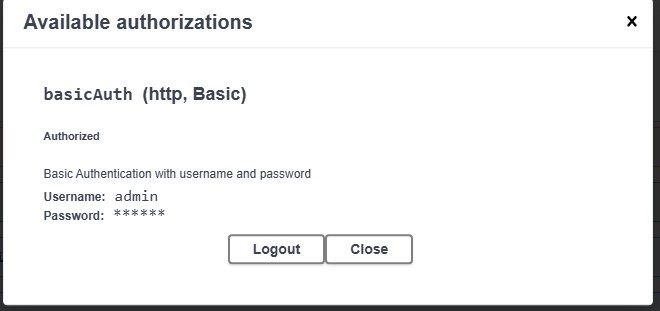 Available authorizations
basicAuth (http, Basic)
Authorized
Basic Authentication with username and password
Username: admin
Password: ******
Logout Close